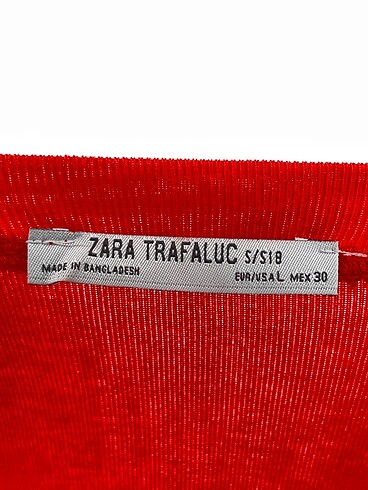 ZARA TRAFALUC S/S18
MADE IN BANGLADESH EUR/USA L MEX 30